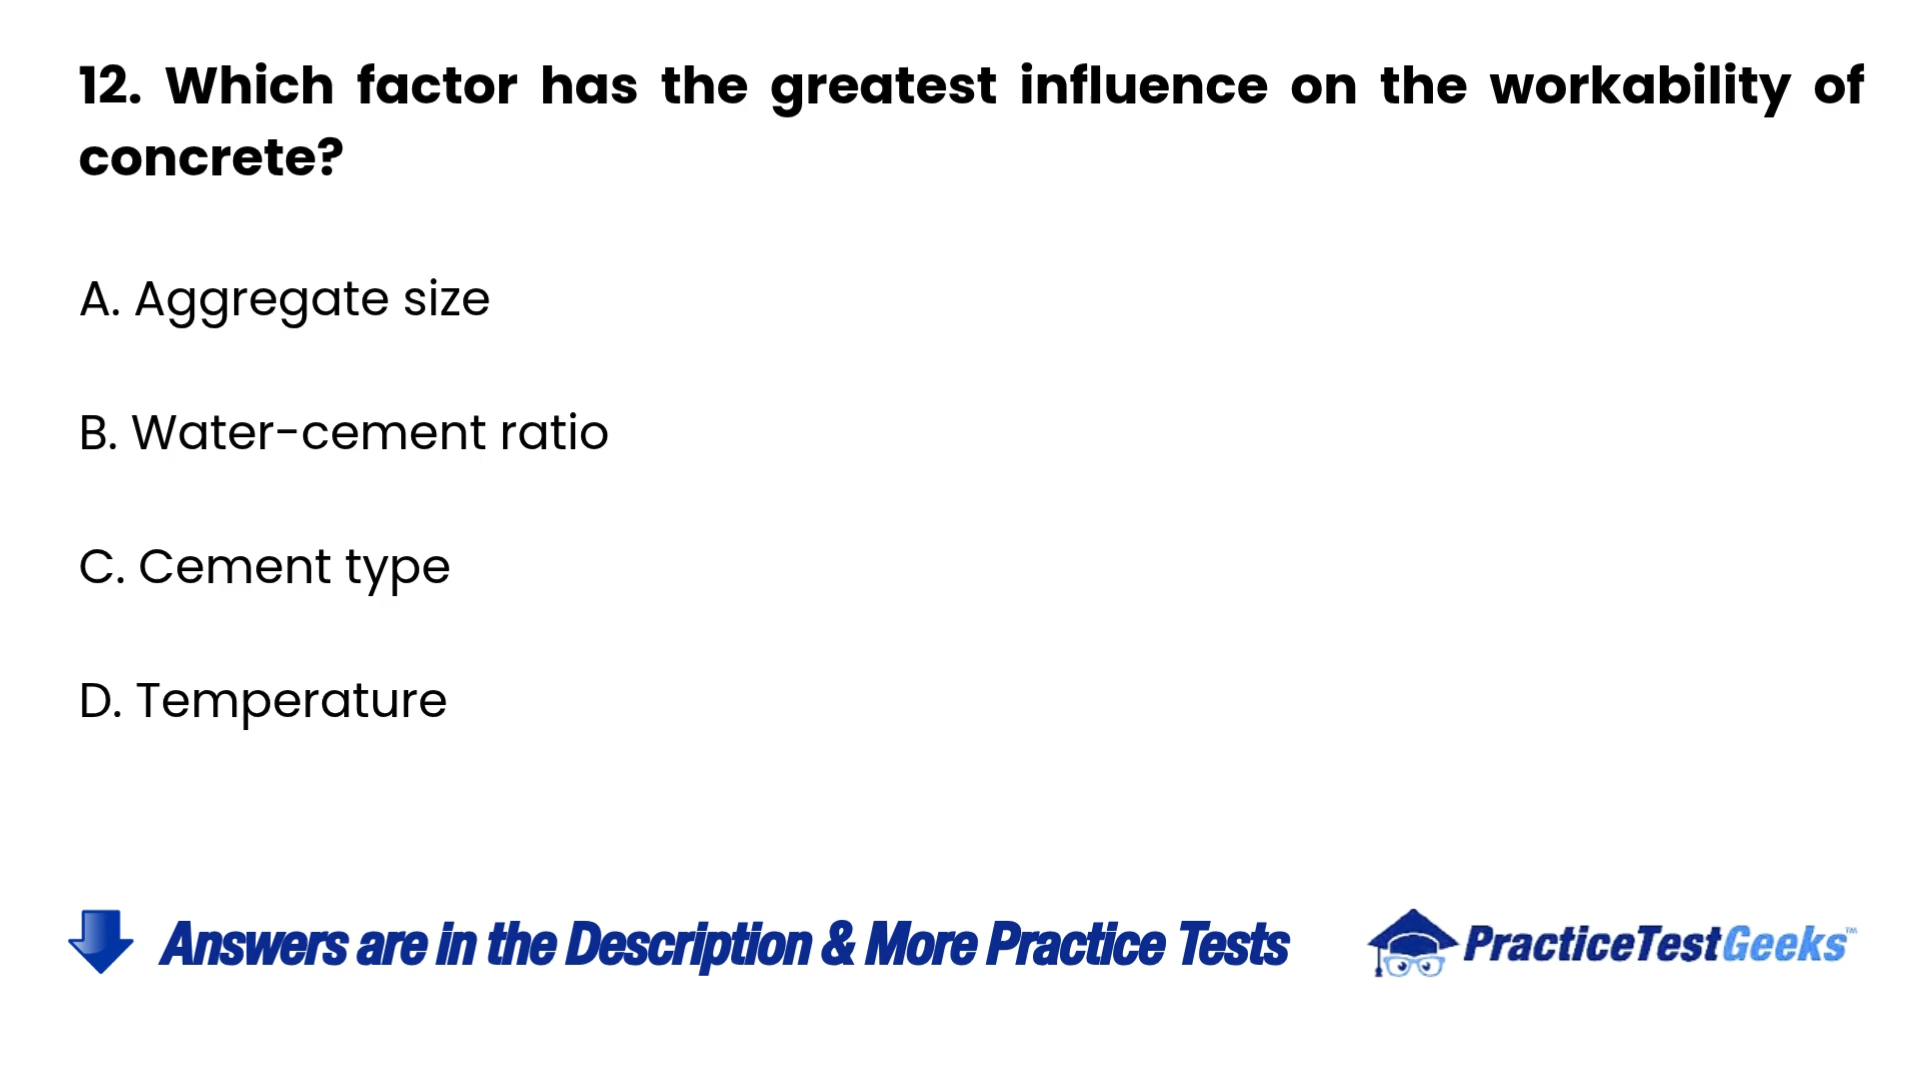 12. Which factor has the greatest influence on the workability of
concrete?
A. Aggregate size
B. Water-cement ratio
C. Cement type
D. Temperature
Answers are in the Description & More Practice Tests
PracticeTestGeeks™